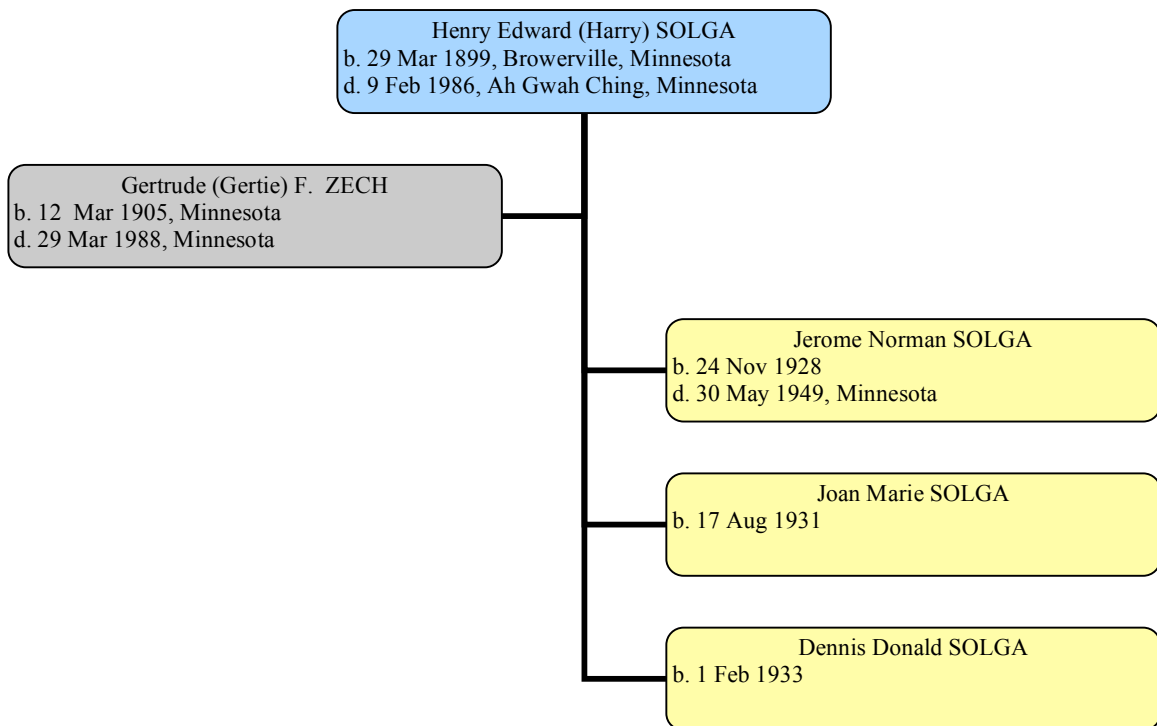 Henry Edward (Harry) SOLGA
b. 29 Mar 1899, Browerville, Minnesota
d. 9 Feb 1986, Ah Gwah Ching, Minnesota
Gertrude (Gertie) F.  ZECH
b. 12  Mar 1905, Minnesota
d. 29 Mar 1988, Minnesota
Jerome Norman SOLGA
b. 24 Nov 1928
d. 30 May 1949, Minnesota
Joan Marie SOLGA
b. 17 Aug 1931
Dennis Donald SOLGA
b. 1 Feb 1933